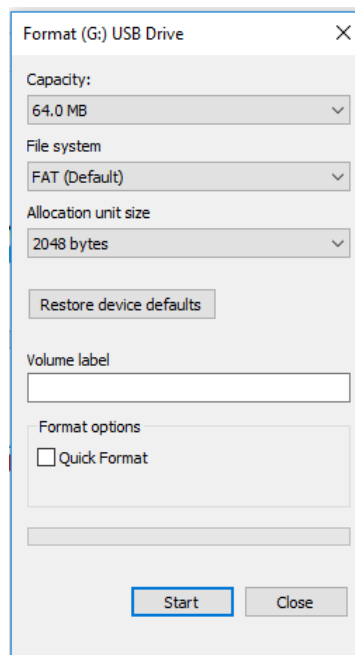 Format (G:) USB Drive
Capacity:
64.0 MB
File system
FAT (Default)
Allocation unit size
2048 bytes
Restore device defaults
Volume label
Format options
Quick Format
Start Close